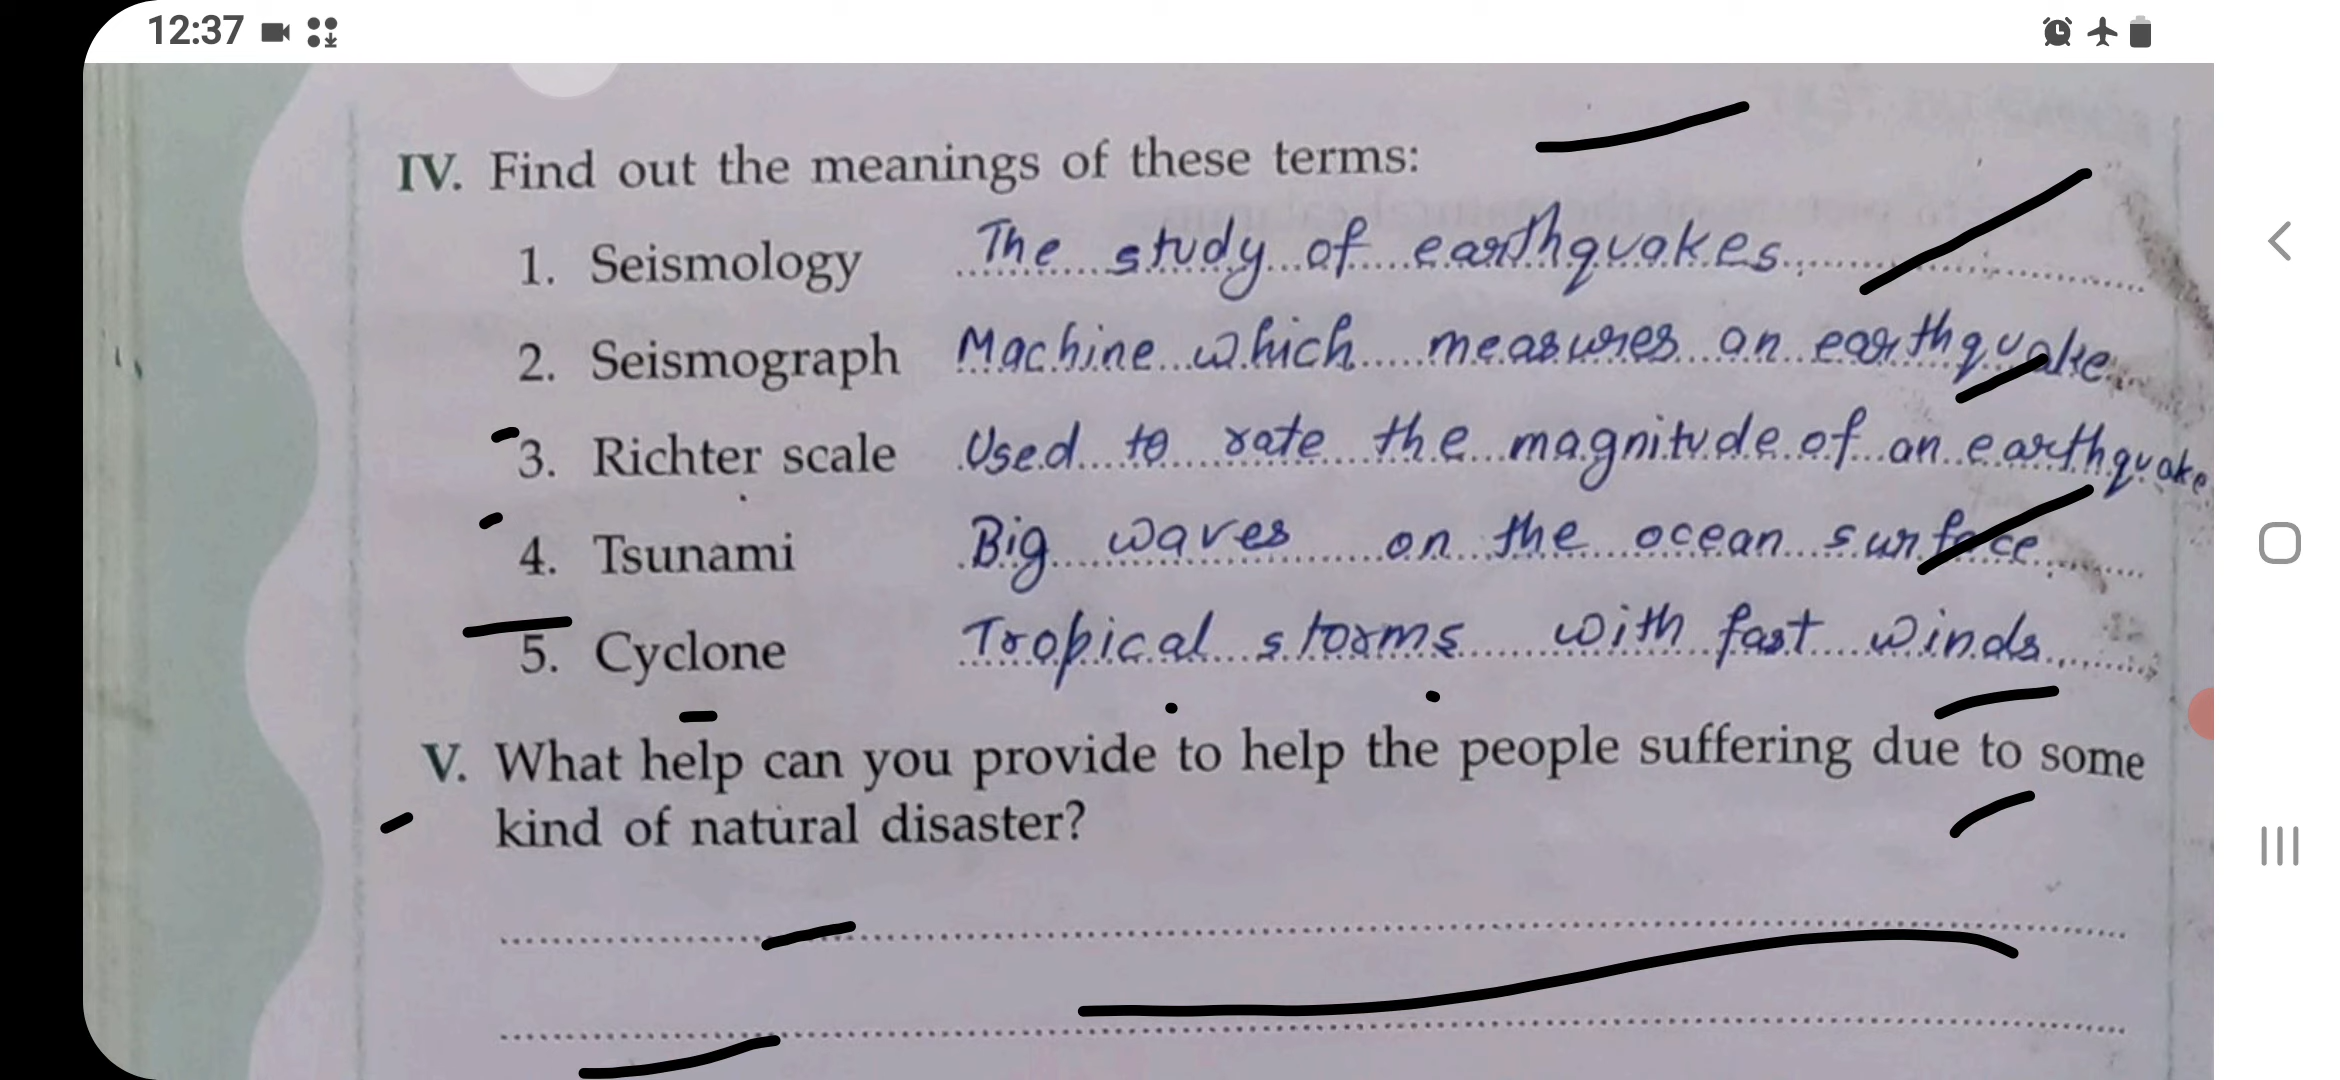 12:37
IV. Find out the meanings of these terms:
1. Seismology The study of earthquakes.
2. Seismograph Machine which measures an earthquake
3. Richter scale Used to rate the magnitude of an earthquake
4. Tsunami Big waves on the ocean surface
5. Cyclone Tropical storms with fast winds
V. What help can you provide to help the people suffering due to some
kind of natural disaster?